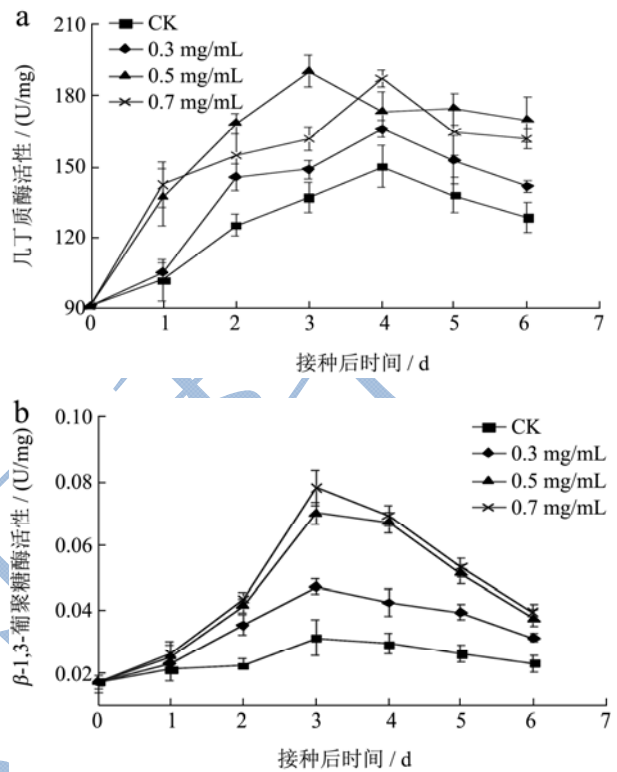 a
210
180
150
120
90
几丁质酶活性 / (U/mg)
CK
0.3 mg/mL
0.5 mg/mL
0.7 mg/mL
0 1 2 3 4 5 6 7
接种后时间 / d
b
0.10
0.08
0.06
0.04
0.02
β-1,3-葡聚糖酶活性 / (U/mg)
CK
0.3 mg/mL
0.5 mg/mL
0.7 mg/mL
0 1 2 3 4 5 6 7
接种后时间 / d